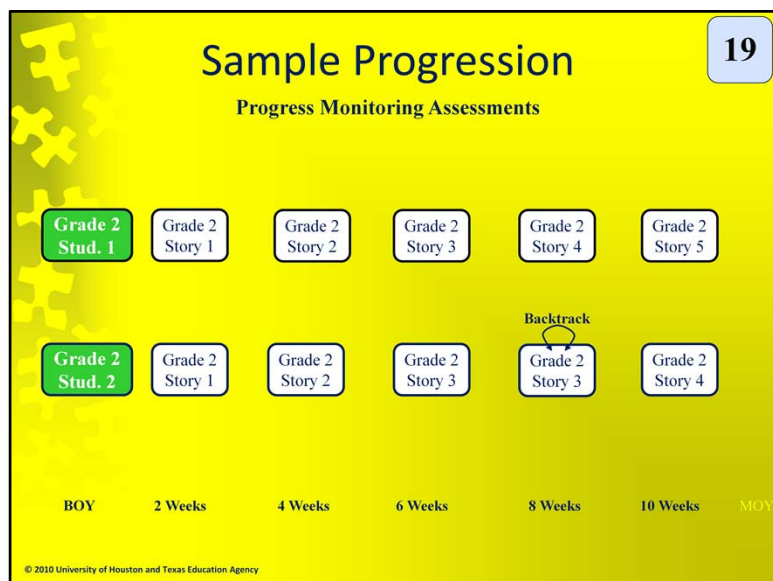 Sample Progression
19
Progress Monitoring Assessments
Grade 2
Stud. 1
Grade 2
Story 1
Grade 2
Story 2
Grade 2
Story 3
Grade 2
Story 4
Grade 2
Story 5
Backtrack
Grade 2
Stud. 2
Grade 2
Story 1
Grade 2
Story 2
Grade 2
Story 3
Grade 2
Story 3
Grade 2
Story 4
BOY
2 Weeks
4 Weeks
6 Weeks
8 Weeks
10 Weeks
MOY
© 2010 University of Houston and Texas Education Agency